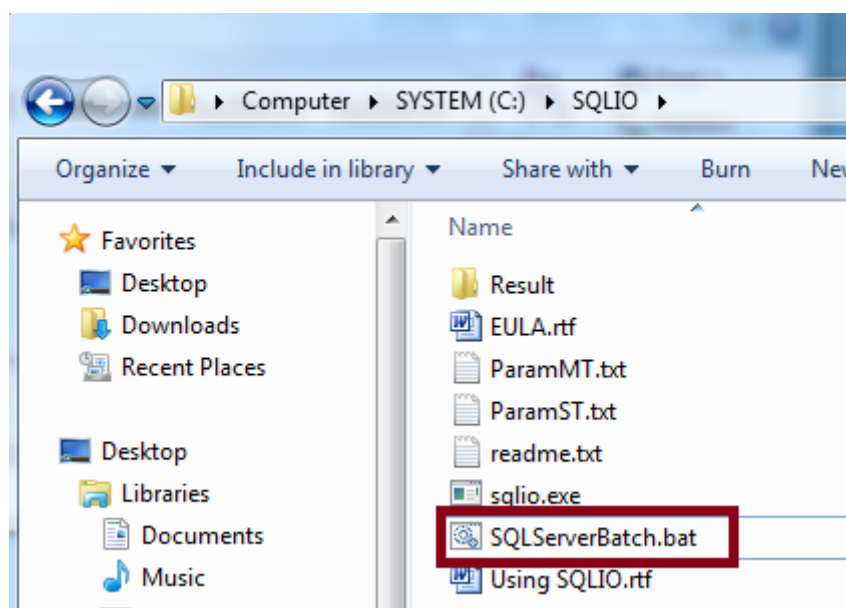 Computer SYSTEM (C:) SQLIO
Organize Include in library Share with Burn
Favorites
Desktop
Downloads
Recent Places
Desktop
Libraries
Documents
Music
Name
Result
EULA.rtf
ParamMT.txt
ParamST.txt
readme.txt
sqlio.exe
SQLServerBatch.bat
Using SQLIO.rtf